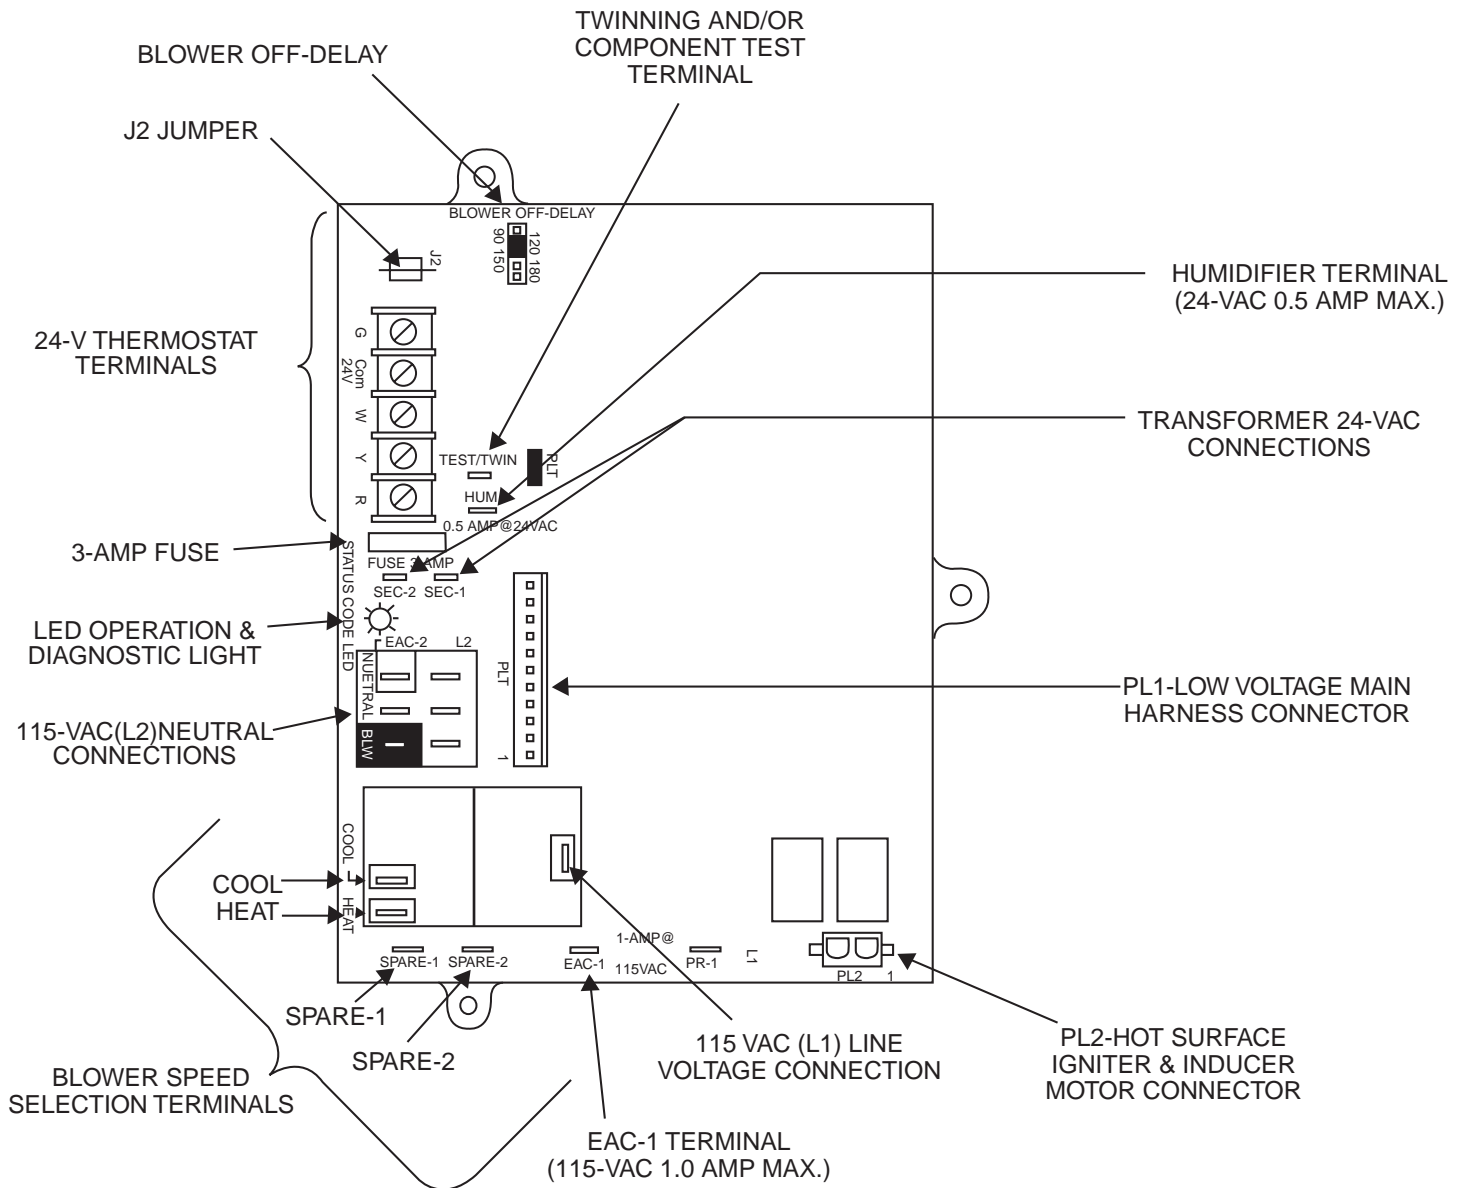 TWINNING AND/OR
COMPONENT TEST
TERMINAL
BLOWER OFF-DELAY
J2 JUMPER
BLOWER OFF-DELAY
120 180
90 150
J2
24-V THERMOSTAT
TERMINALS
G
Com
24V
W
Y
R
HUMIDIFIER TERMINAL
(24-VAC 0.5 AMP MAX.)
TRANSFORMER 24-VAC
CONNECTIONS
TEST/TWIN
PLT
HUM
0.5 AMP@24VAC
3-AMP FUSE
FUSE 3-AMP
STATUS CODE LED
SEC-2 SEC-1
LED OPERATION &
DIAGNOSTIC LIGHT
EAC-2 L2
NUETRAL
BLW
PLT
1
PL1-LOW VOLTAGE MAIN
HARNESS CONNECTOR
115-VAC(L2)NEUTRAL
CONNECTIONS
COOL
HEAT
COOL
HEAT
SPARE-1
SPARE-2
EAC-1
1-AMP@
115VAC
PR-1
L1
PL2 1
SPARE-1
SPARE-2
BLOWER SPEED
SELECTION TERMINALS
115 VAC (L1) LINE
VOLTAGE CONNECTION
PL2-HOT SURFACE
IGNITER & INDUCER
MOTOR CONNECTOR
EAC-1 TERMINAL
(115-VAC 1.0 AMP MAX.)